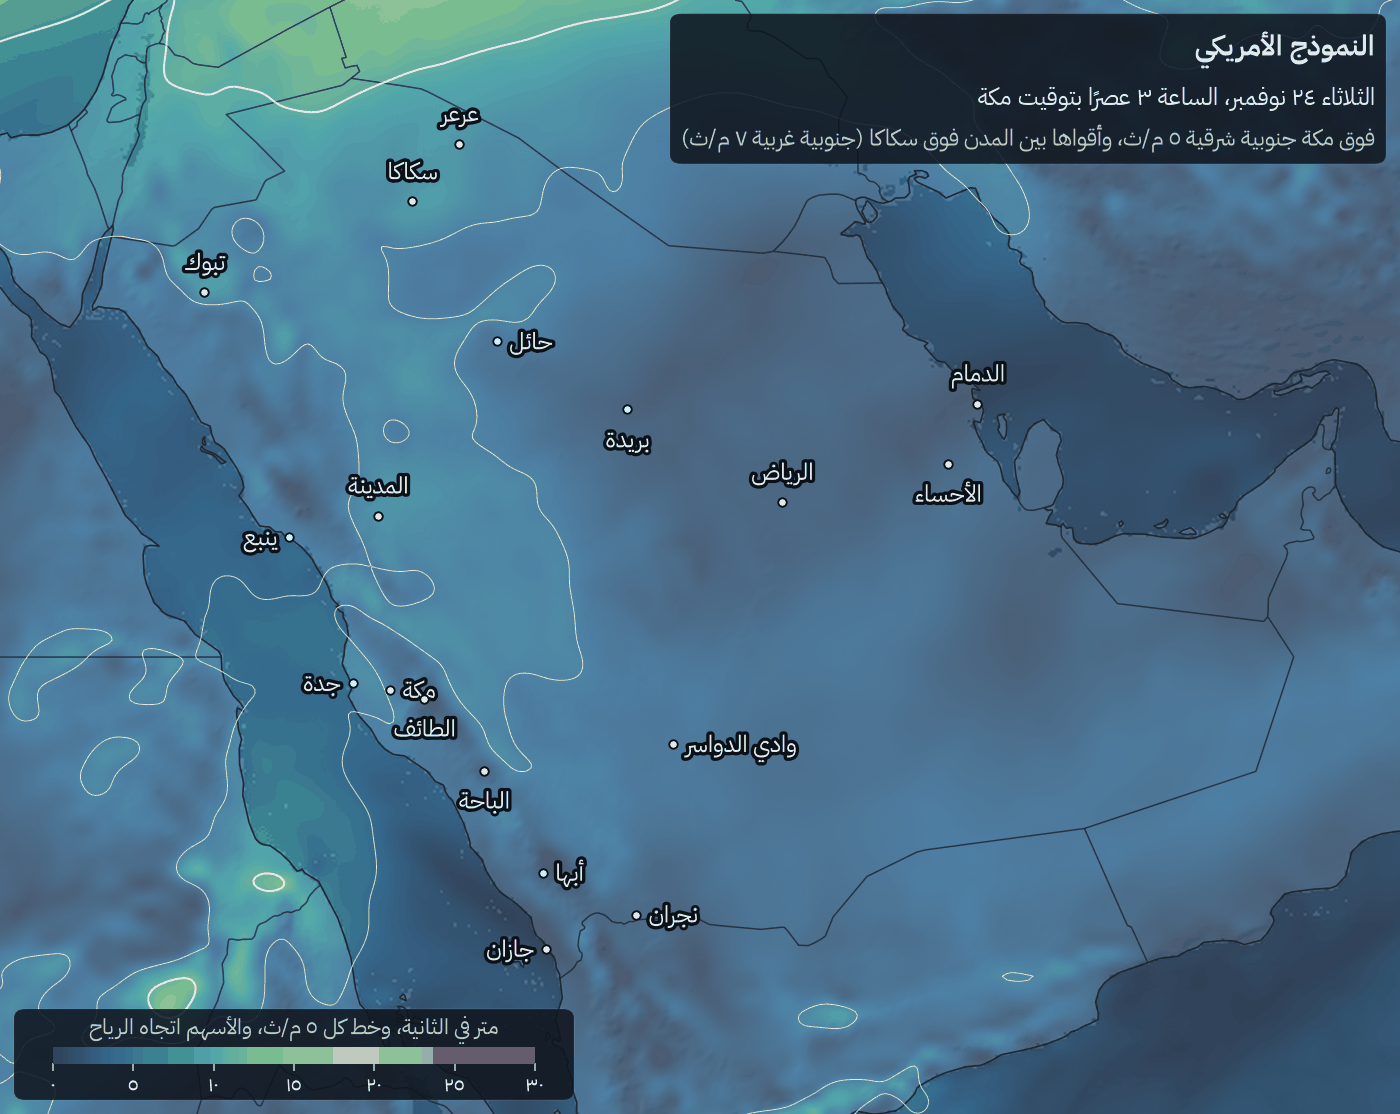 النموذج الأمريكي
الثلاثاء ٢٤ نوفمبر، الساعة ٣ عصرًا بتوقيت مكة
فوق مكة جنوبية شرقية ٥ م/ث، وأقواها بين المدن فوق سكاكا (جنوبية غربية ٧ م/ث)
عرعر
سكاكا
تبوك
حائل
الدمام
بريدة
الرياض
الأحساء
المدينة
ينبع
جدة
مكة
الطائف
وادي الدواسر
الباحة
أبها
نجران
جازان
متر في الثانية، وخط كل ٥ م/ث، والأسهم اتجاه الرياح
٠ ٥ ١٠ ١٥ ٢٠ ٢٥ ٣٠